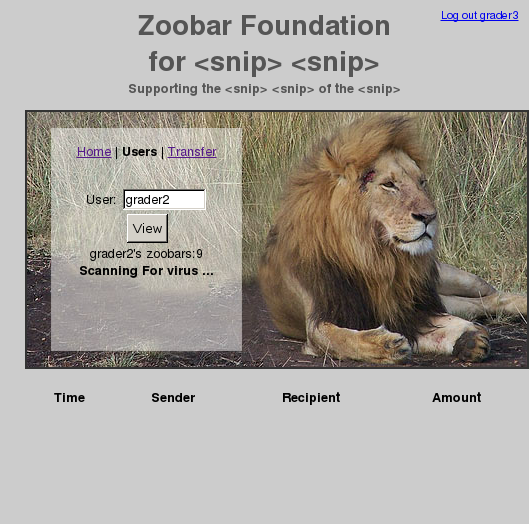 Log out grader3
Zoobar Foundation
for <snip> <snip>
Supporting the <snip> <snip> of the <snip>
Home | Users | Transfer
User: grader2
View
grader2's zoobars:9
Scanning For virus ...
Time Sender Recipient Amount